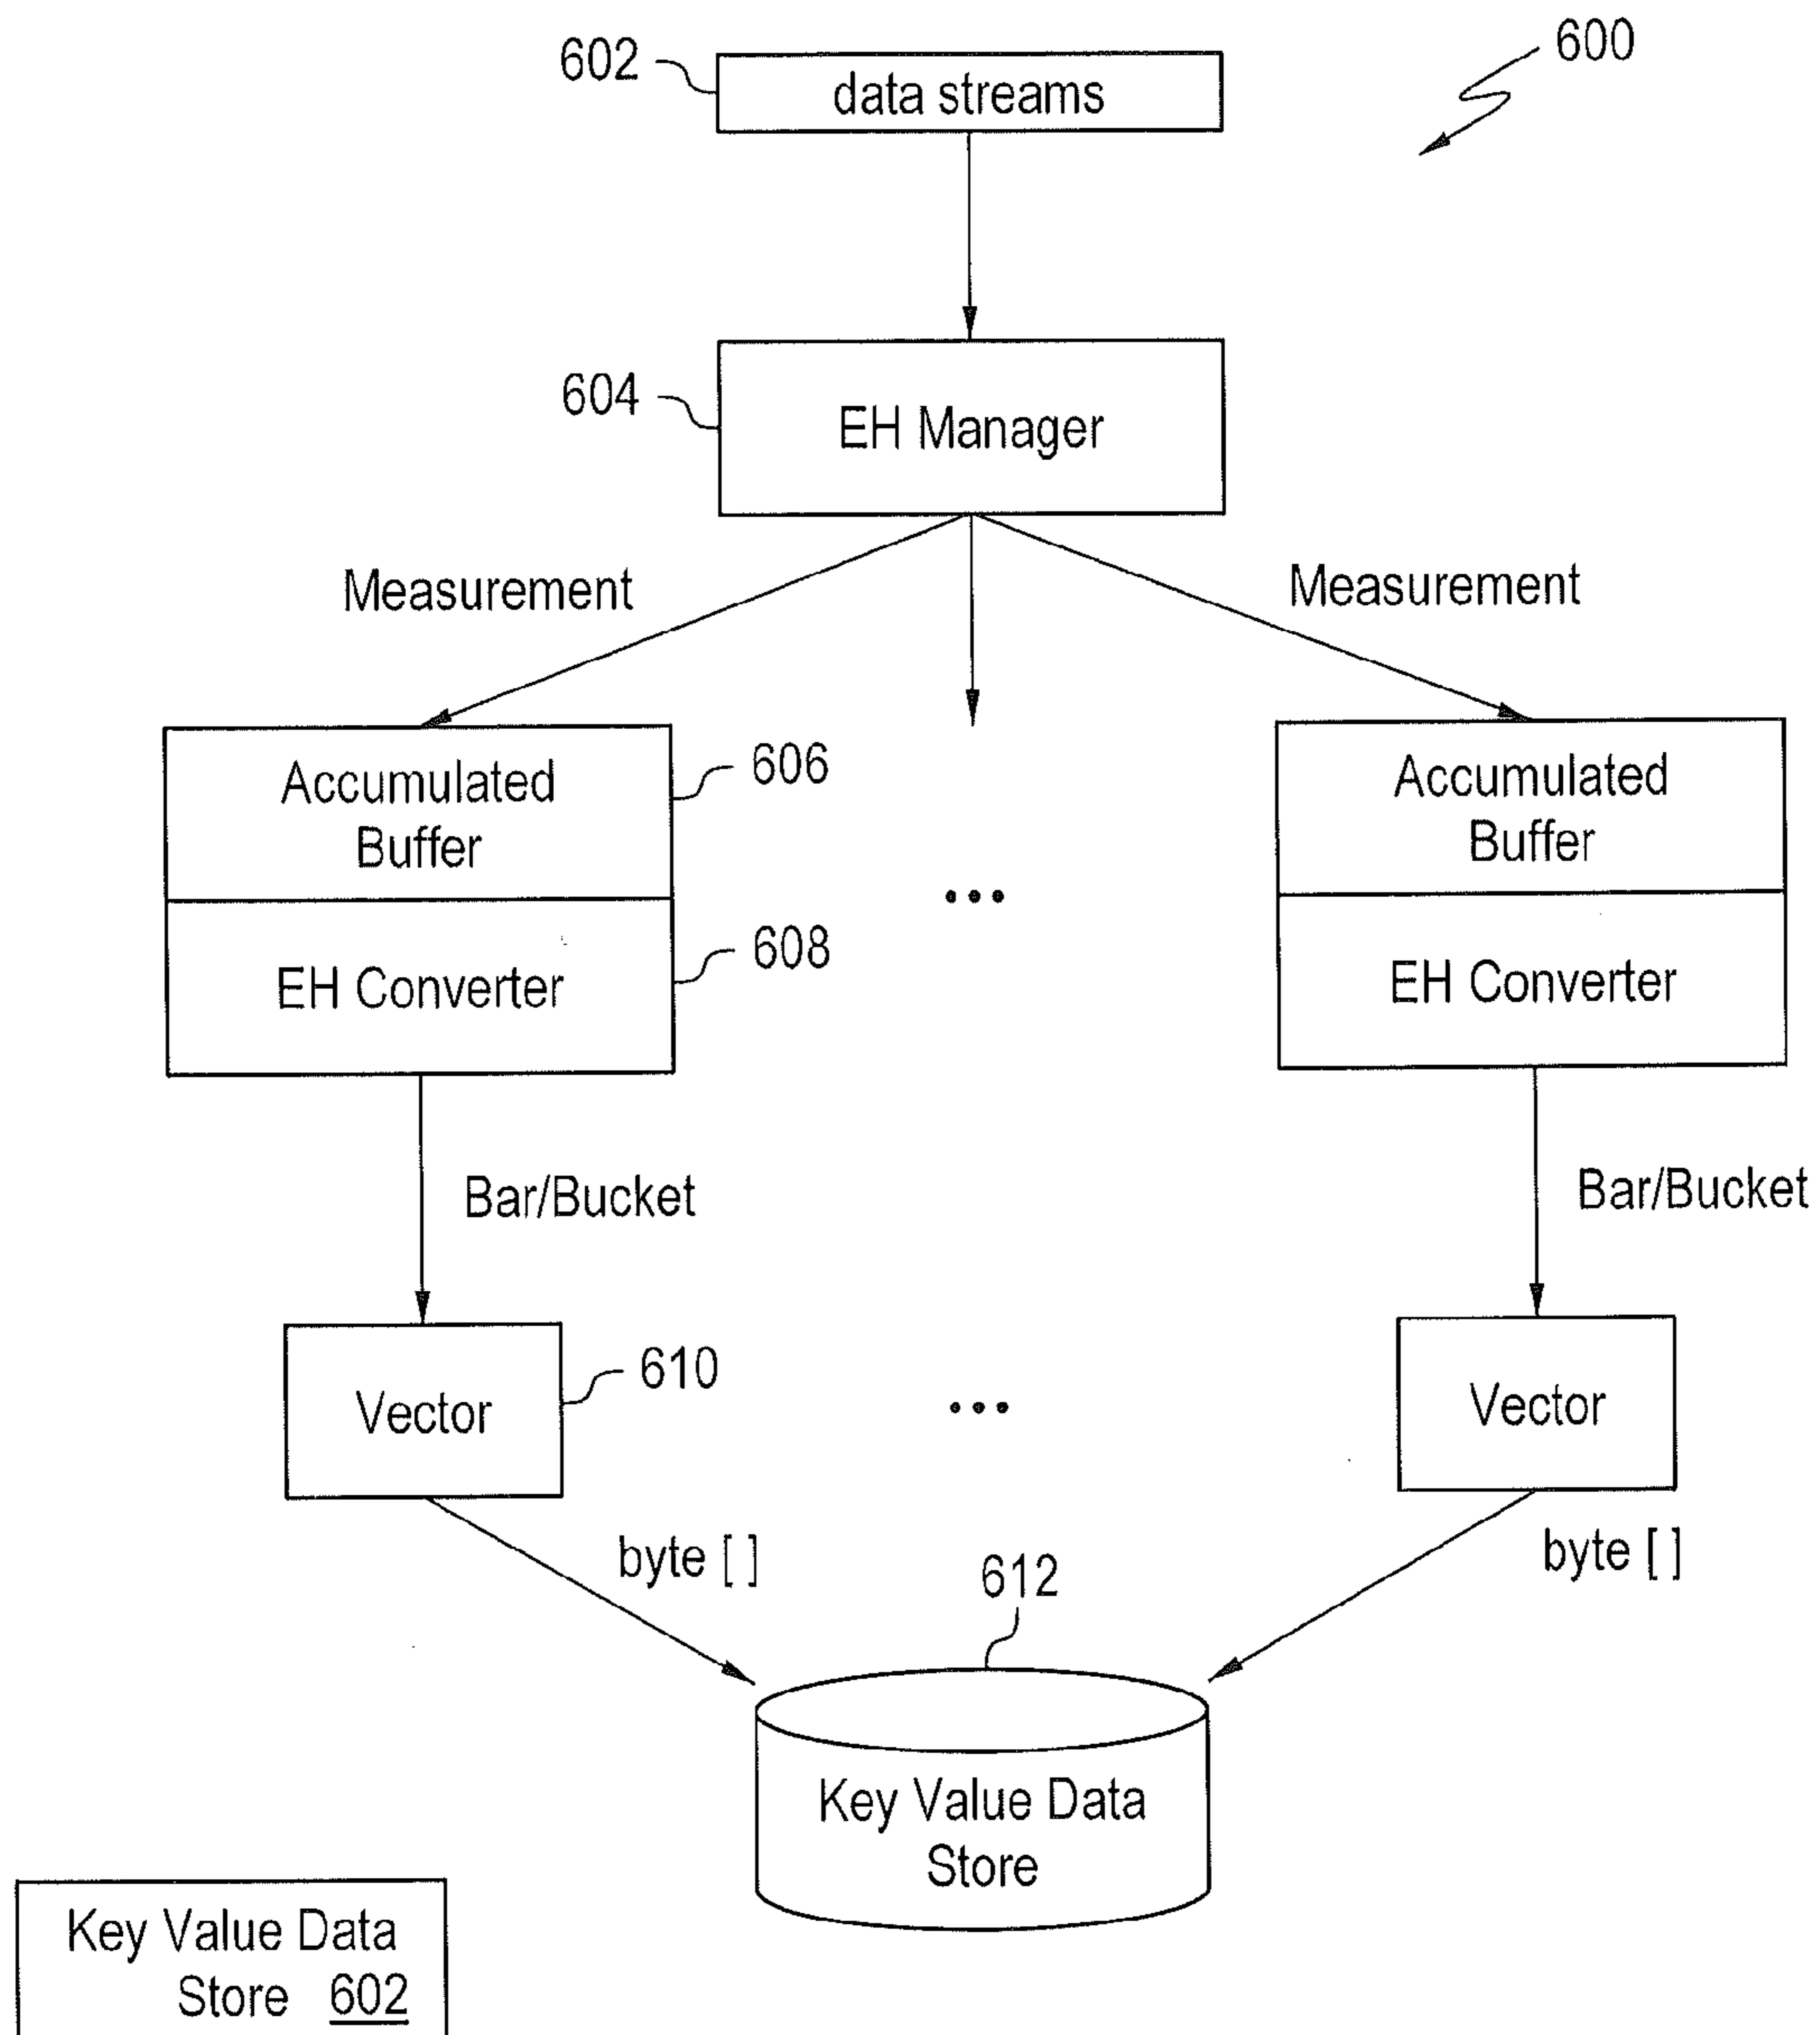 600
602
data streams
604
EH Manager
Measurement
Measurement
Accumulated
Buffer
606
Accumulated
Buffer
EH Converter
608
EH Converter
Bar/Bucket
Bar/Bucket
Vector
610
Vector
byte [ ]
byte [ ]
612
Key Value Data
Store
Key Value Data
Store 602